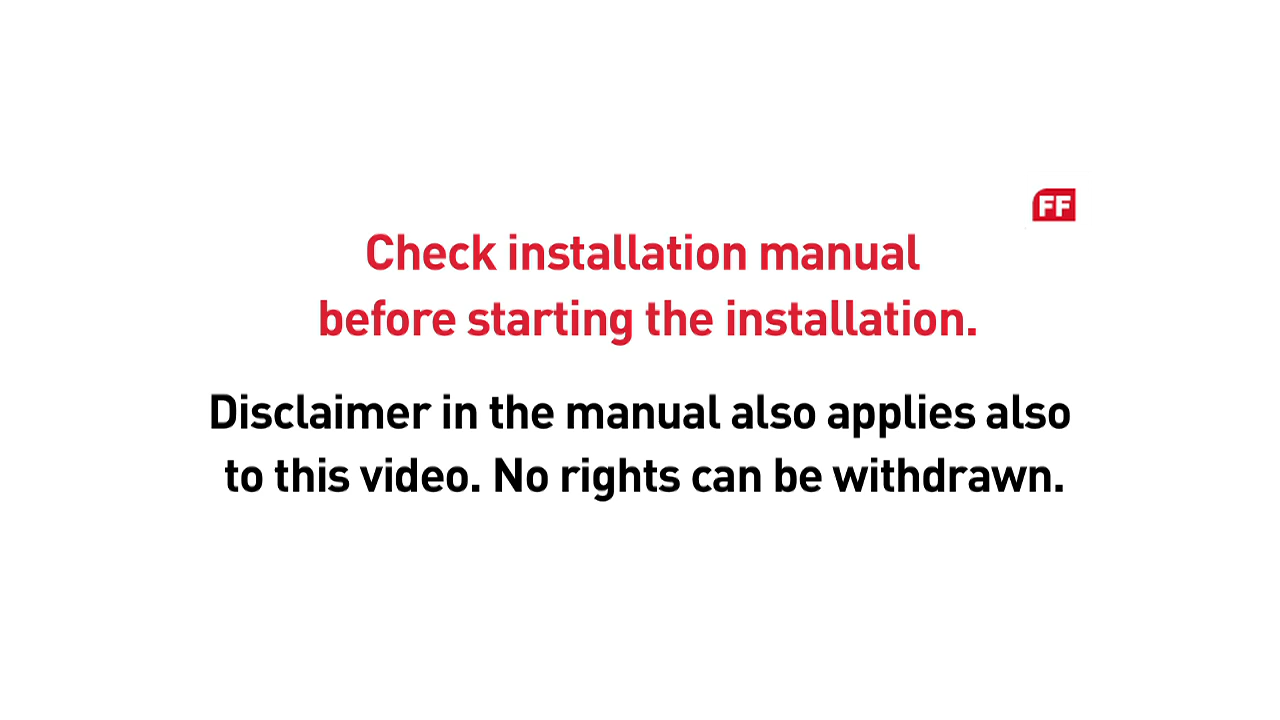 FF
Check installation manual
before starting the installation.
Disclaimer in the manual also applies also
to this video. No rights can be withdrawn.